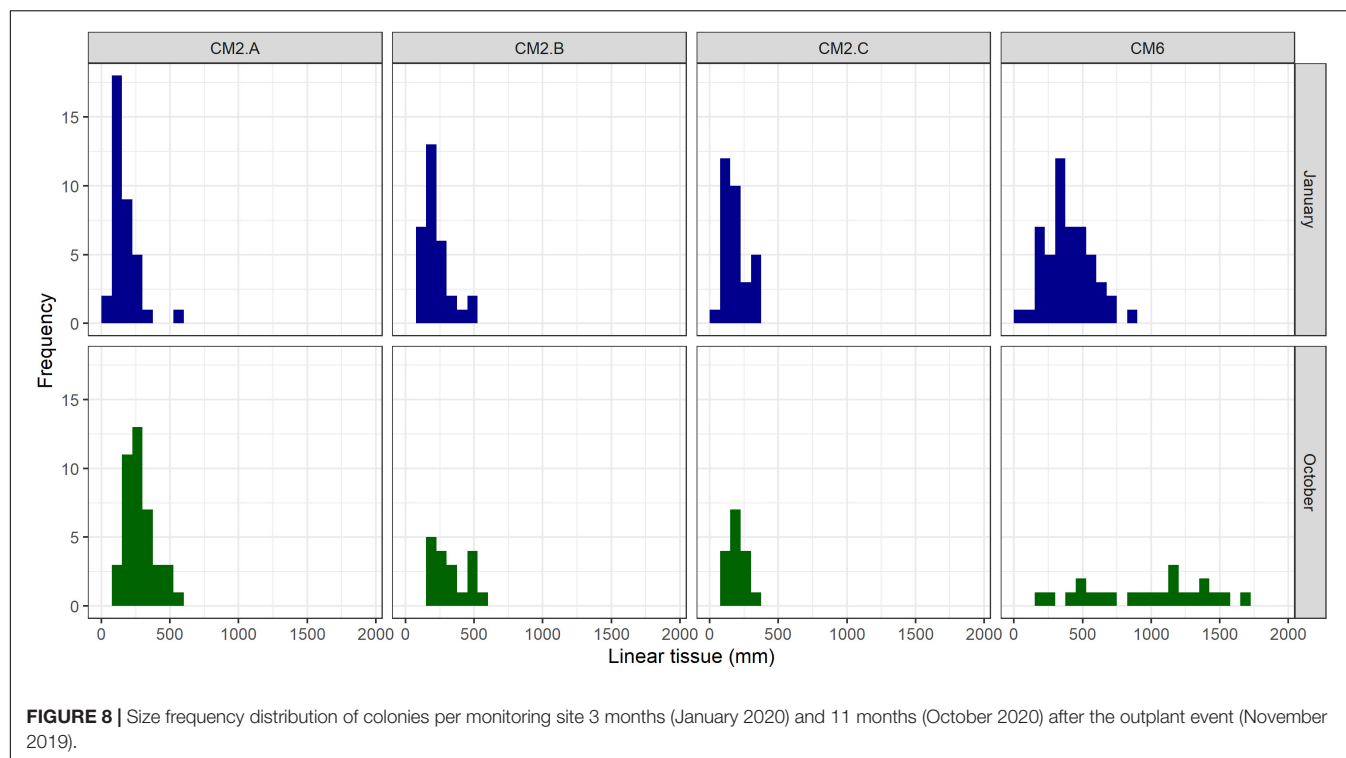 CM2.A CM2.B CM2.C CM6
15
10
5
0
January
Frequency
15
10
5
0
October
0 500 1000 1500 2000 0 500 1000 1500 2000 0 500 1000 1500 2000 0 500 1000 1500 2000
Linear tissue (mm)
FIGURE 8 | Size frequency distribution of colonies per monitoring site 3 months (January 2020) and 11 months (October 2020) after the outplant event (November
2019).